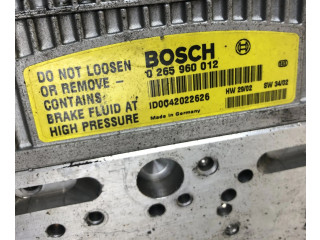 BOSCH
0 265 960 012
DO NOT LOOSEN
OR REMOVE -
CONTAINS
BRAKE FLUID AT
HIGH PRESSURE
1D0C42022626
Made in Germany
HW 29/02
SW 34/02